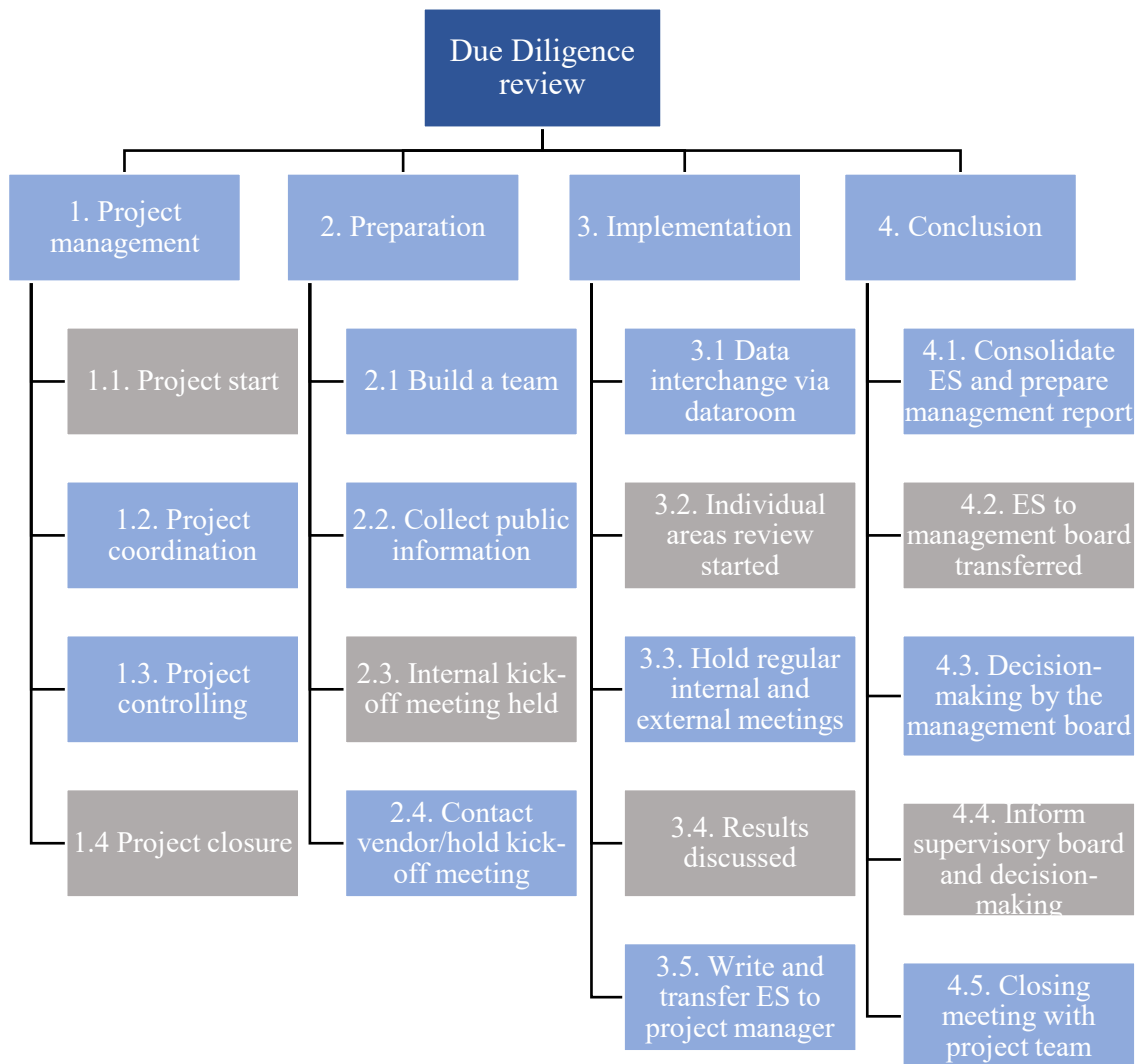 Due Diligence
review
1. Project
management
2. Preparation
3. Implementation
4. Conclusion
1.1. Project start
1.2. Project
coordination
1.3. Project
controlling
1.4 Project closure
2.1 Build a team
2.2. Collect public
information
2.3. Internal kick-
off meeting held
2.4. Contact
vendor/hold kick-
off meeting
3.1 Data
interchange via
dataroom
3.2. Individual
areas review
started
3.3. Hold regular
internal and
external meetings
3.4. Results
discussed
3.5. Write and
transfer ES to
project manager
4.1. Consolidate
ES and prepare
management report
4.2. ES to
management board
transferred
4.3. Decision-
making by the
management board
4.4. Inform
supervisory board
and decision-
making
4.5. Closing
meeting with
project team